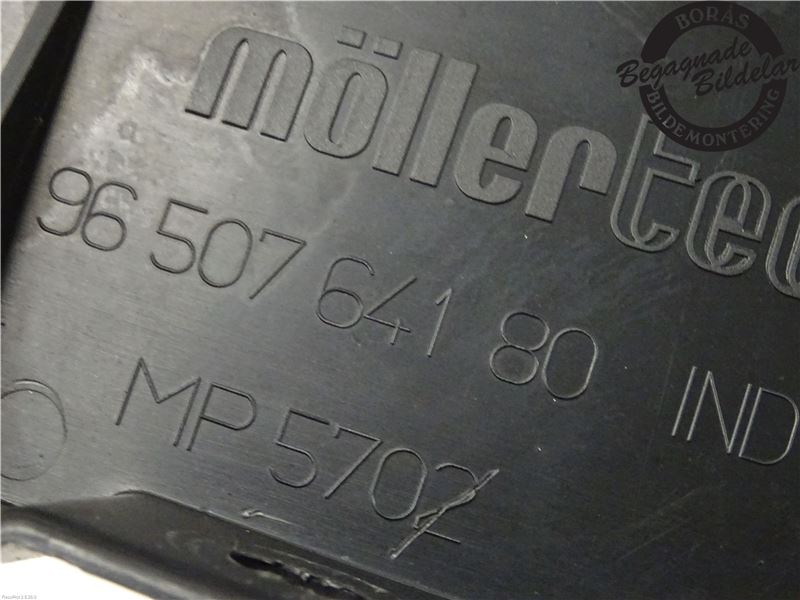 BORÅS
Begagnade
Bildelar
BILDEMONTERING
möllertec
96 507 641 80 IND
MP 5702